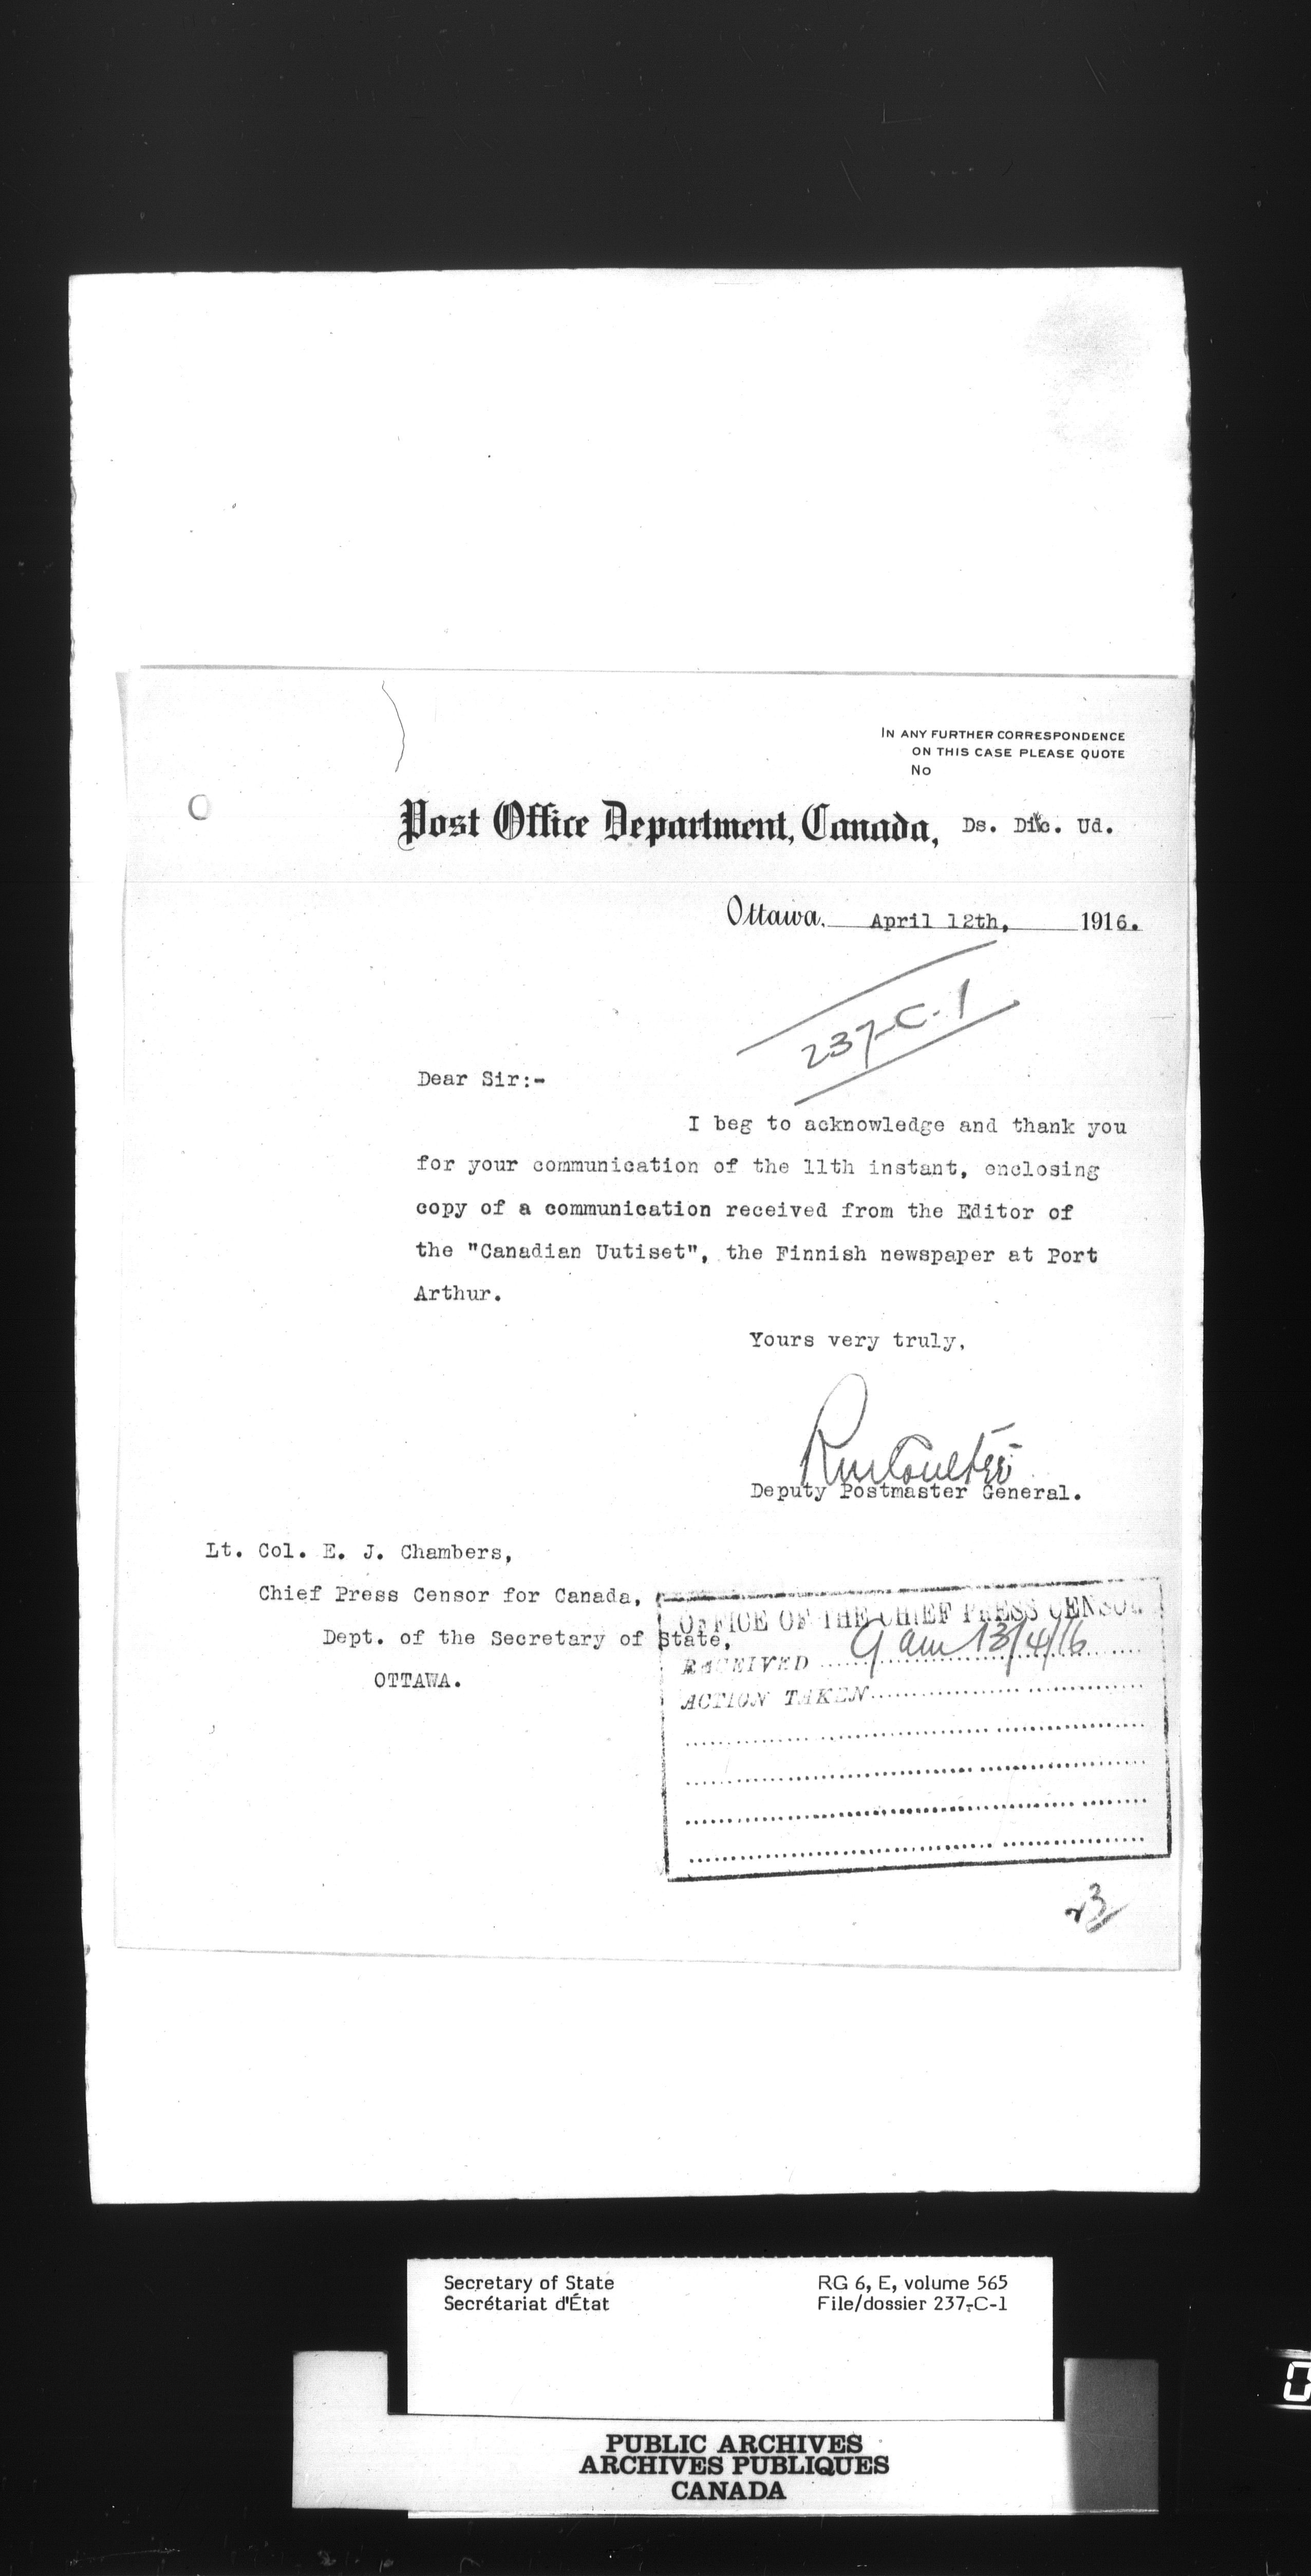 IN ANY FURTHER CORRESPONDENCE
ON THIS CASE PLEASE QUOTE
No
Post Office Department, Canada, Ds. Ud.
Ottawa, April 12th, 1916.
237-C-1
Dear Sir:-
I beg to acknowledge and thank you
for your communication of the 11th instant, enclosing
copy of a communication received from the Editor of
the "Canadian Uutiset", the Finnish newspaper at Port
Arthur.
Yours very truly,
RmCoulter
Deputy Postmaster General.
Lt. Col. E. J. Chambers,
Chief Press Censor for Canada,
Dept. of the Secretary of State,
OTTAWA.
OFFICE OF THE CHIEF PRESS CENSOR
RECEIVED 9 am 13/4/16
ACTION TAKEN
23
Secretary of State
Secrétariat d'État
RG 6, E, volume 565
File/dossier 237-C-1
PUBLIC ARCHIVES
ARCHIVES PUBLIQUES
CANADA